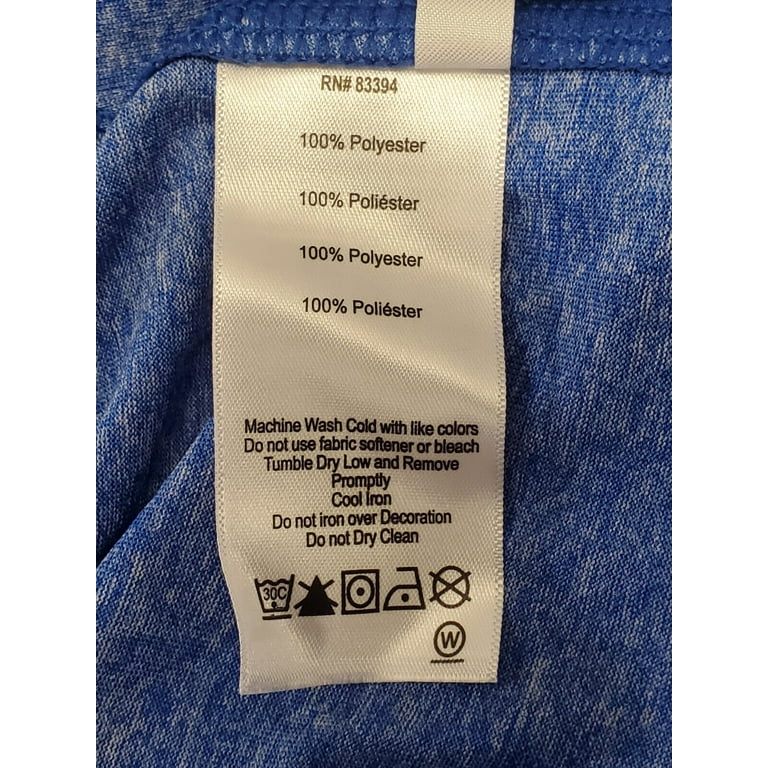 RN# 83394
100% Polyester
100% Poliéster
100% Polyester
100% Poliéster
Machine Wash Cold with like colors
Do not use fabric softener or bleach
Tumble Dry Low and Remove
Promptly
Cool Iron
Do not iron over Decoration
Do not Dry Clean
30C
W